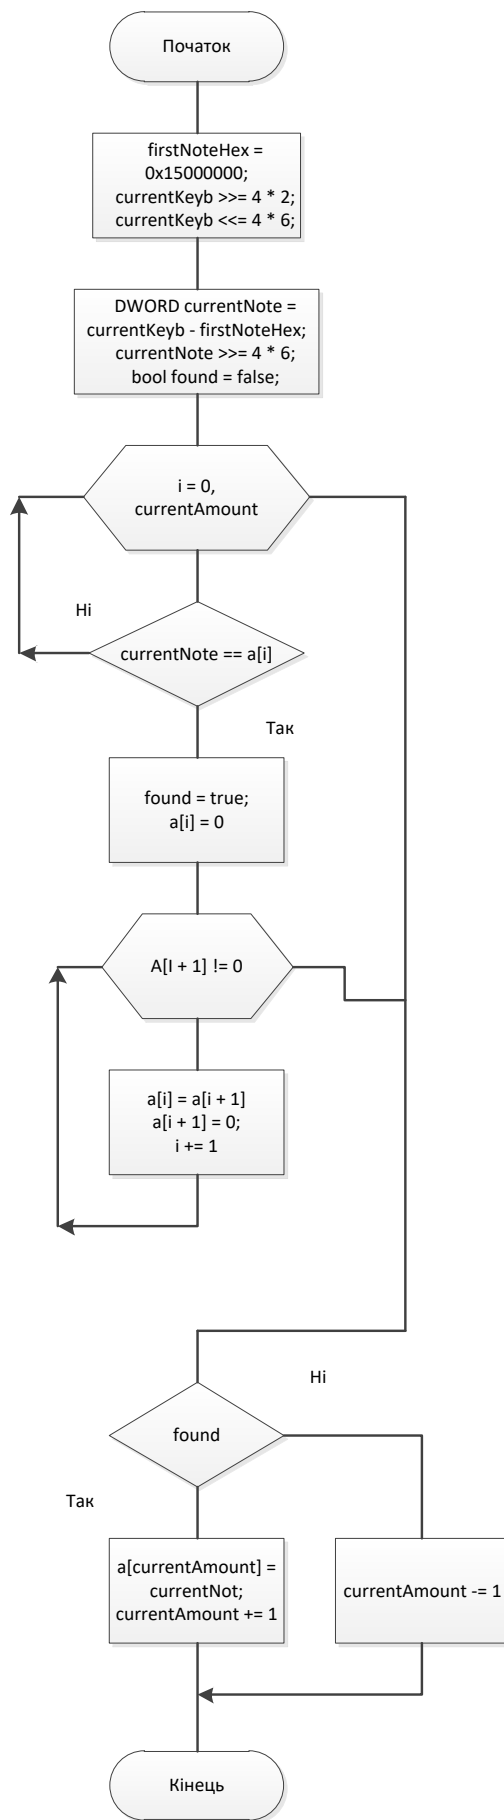 Початок
firstNoteHex =
0x15000000;
currentKeyb >>= 4 * 2;
currentKeyb <<= 4 * 6;
DWORD currentNote =
currentKeyb - firstNoteHex;
currentNote >>= 4 * 6;
bool found = false;
i = 0,
currentAmount
Ні
currentNote == a[i]
Так
found = true;
a[i] = 0
A[I + 1] != 0
a[i] = a[i + 1]
a[i + 1] = 0;
i += 1
Ні
found
Так
a[currentAmount] =
currentNot;
currentAmount += 1
currentAmount -= 1
Кінець